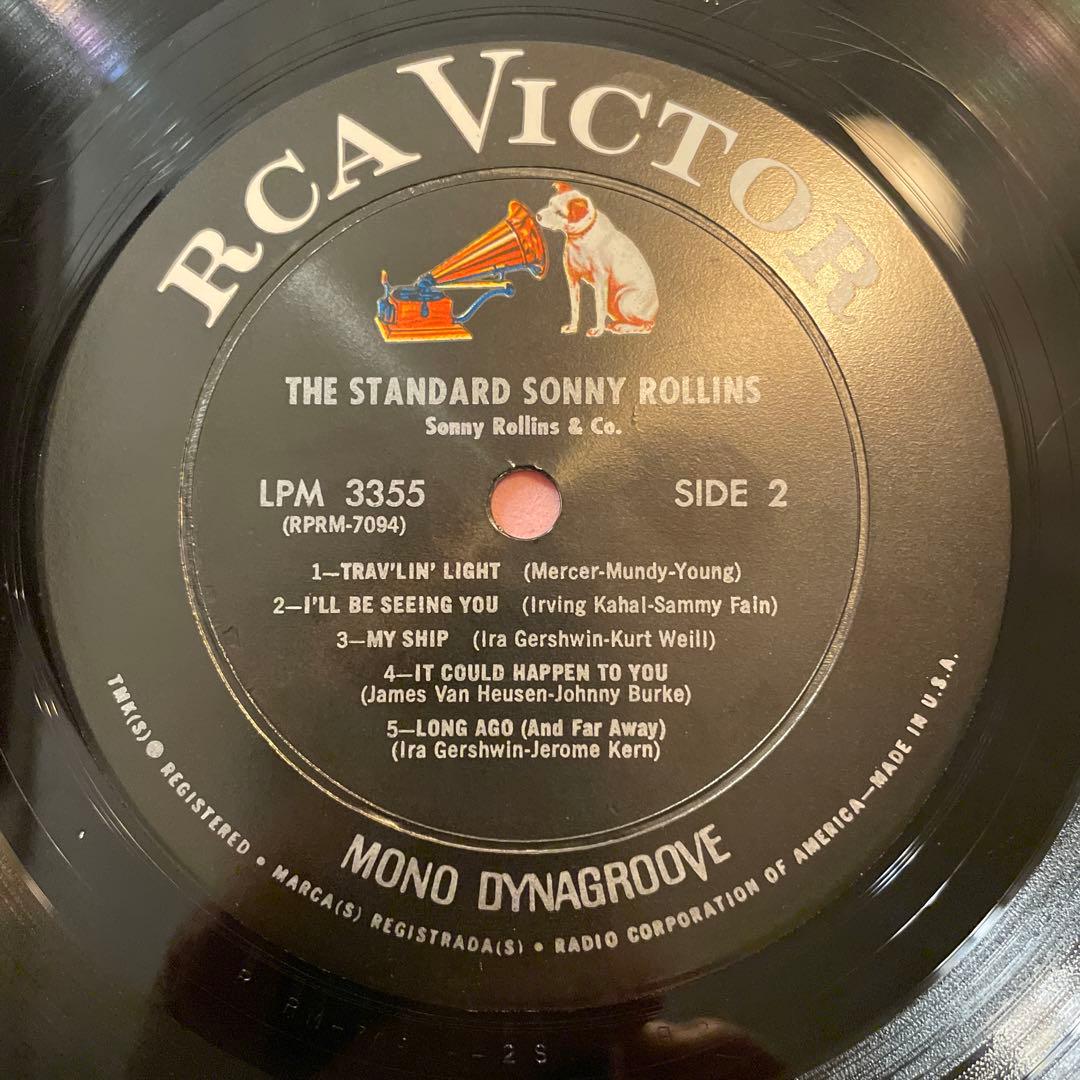 RCA VICTOR
THE STANDARD SONNY ROLLINS
Sonny Rollins & Co.
LPM 3355
(RPRM-7094)
SIDE 2
1—TRAV'LIN' LIGHT (Mercer-Mundy-Young)
2—I'LL BE SEEING YOU (Irving Kahal-Sammy Fain)
3—MY SHIP (Ira Gershwin-Kurt Weill)
4—IT COULD HAPPEN TO YOU
(James Van Heusen-Johnny Burke)
5—LONG AGO (And Far Away)
(Ira Gershwin-Jerome Kern)
MONO DYNAGROOVE
TMK(S) ● REGISTERED • MARCA(S) REGISTRADA(S) • RADIO CORPORATION OF AMERICA—MADE IN U.S.A.
2S